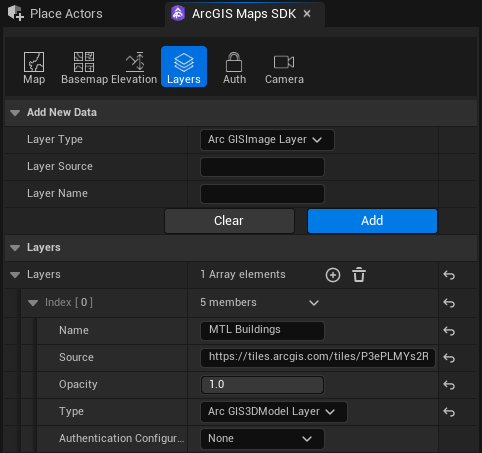 Place Actors
ArcGIS Maps SDK
Map Basemap Elevation Layers Auth Camera
Add New Data
Layer Type Arc GISImage Layer
Layer Source
Layer Name
Clear Add
Layers
Layers 1 Array elements
Index [ 0 ] 5 members
Name MTL Buildings
Source https://tiles.arcgis.com/tiles/P3ePLMYs2R
Opacity 1.0
Type Arc GIS3DModel Layer
Authentication Configur... None